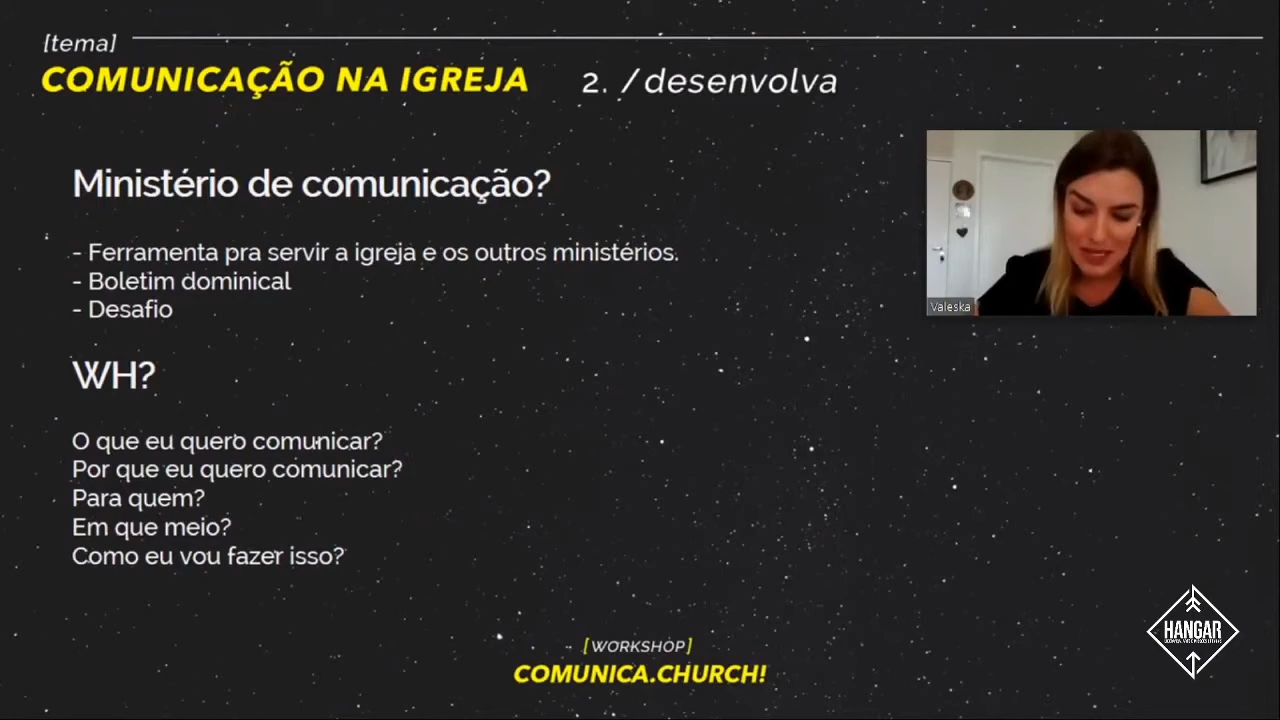 [tema]
COMUNICAÇÃO NA IGREJA 2. /desenvolva
Ministério de comunicação?
- Ferramenta pra servir a igreja e os outros ministérios.
- Boletim dominical
- Desafio
Valeska
WH?
O que eu quero comunicar?
Por que eu quero comunicar?
Para quem?
Em que meio?
Como eu vou fazer isso?
HANGAR
[WORKSHOP]
COMUNICA.CHURCH!